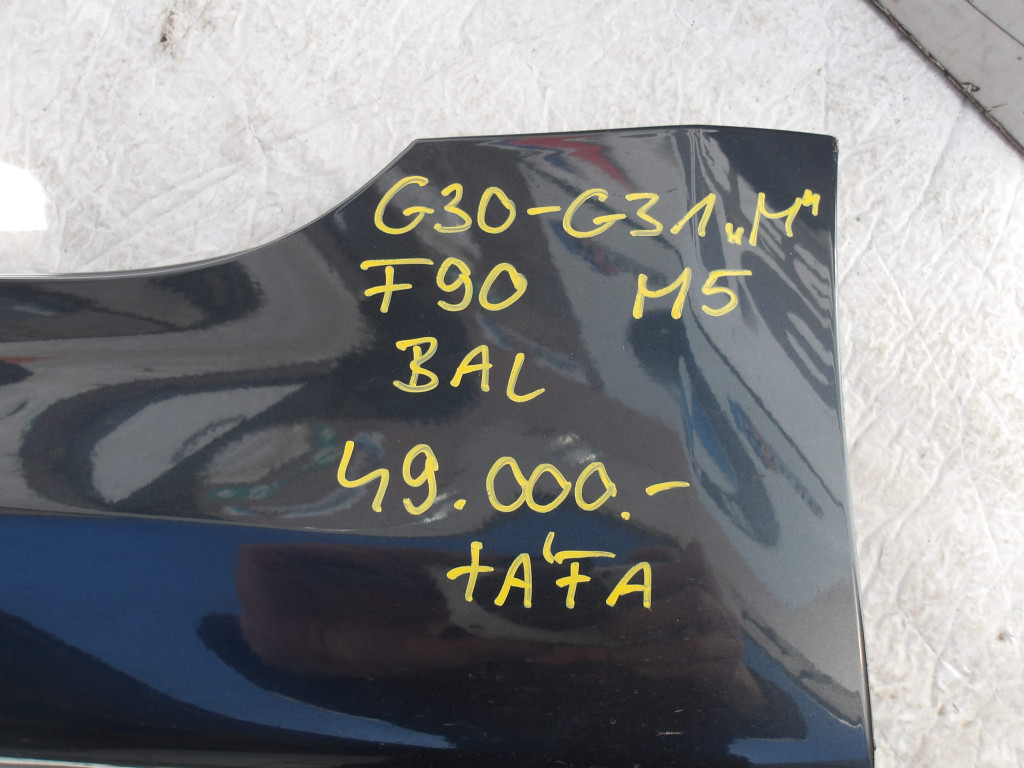 G30-G31 „M"
F90 M5
BAL
49.000.-
+ÁFA